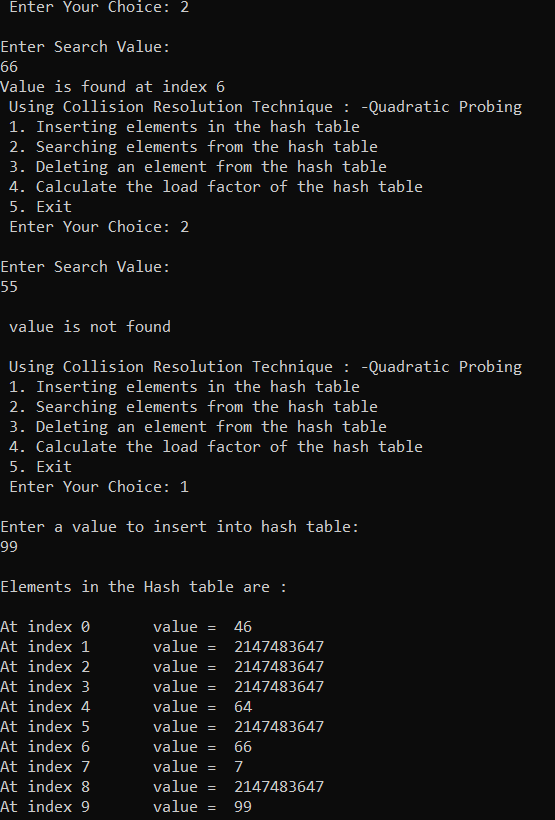 Enter Your Choice: 2
Enter Search Value:
66
Value is found at index 6
Using Collision Resolution Technique : -Quadratic Probing
1. Inserting elements in the hash table
2. Searching elements from the hash table
3. Deleting an element from the hash table
4. Calculate the load factor of the hash table
5. Exit
Enter Your Choice: 2
Enter Search Value:
55
value is not found
Using Collision Resolution Technique : -Quadratic Probing
1. Inserting elements in the hash table
2. Searching elements from the hash table
3. Deleting an element from the hash table
4. Calculate the load factor of the hash table
5. Exit
Enter Your Choice: 1
Enter a value to insert into hash table:
99
Elements in the Hash table are :
At index 0 value = 46
At index 1 value = 2147483647
At index 2 value = 2147483647
At index 3 value = 2147483647
At index 4 value = 64
At index 5 value = 2147483647
At index 6 value = 66
At index 7 value = 7
At index 8 value = 2147483647
At index 9 value = 99